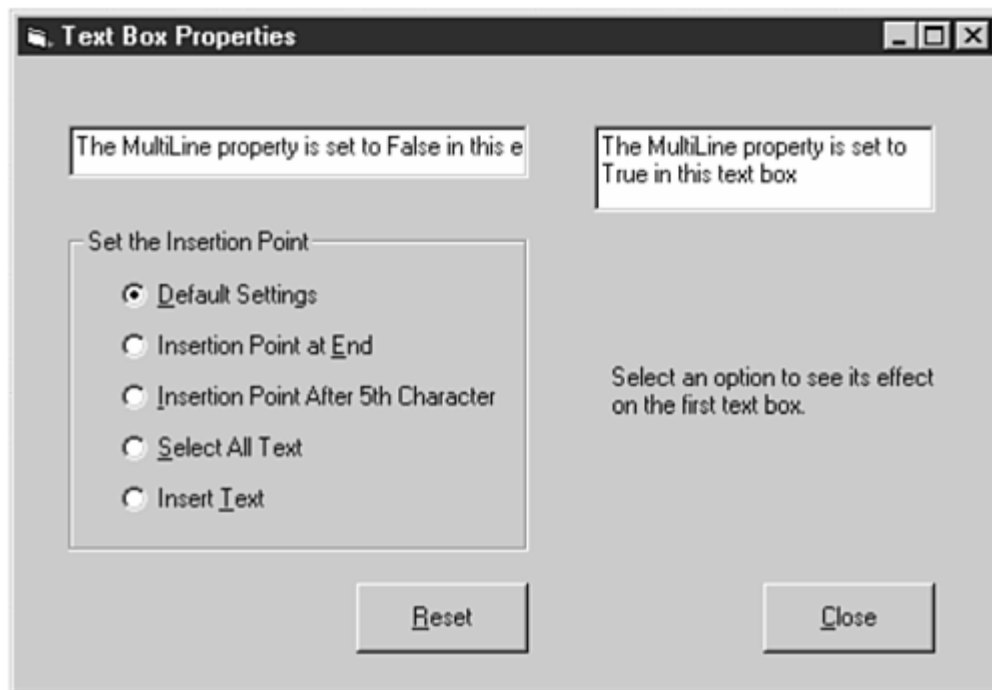 Text Box Properties
The MultiLine property is set to False in this e
The MultiLine property is set to
True in this text box
Set the Insertion Point
Default Settings
Insertion Point at End
Insertion Point After 5th Character
Select All Text
Insert Text
Select an option to see its effect
on the first text box.
Reset
Close